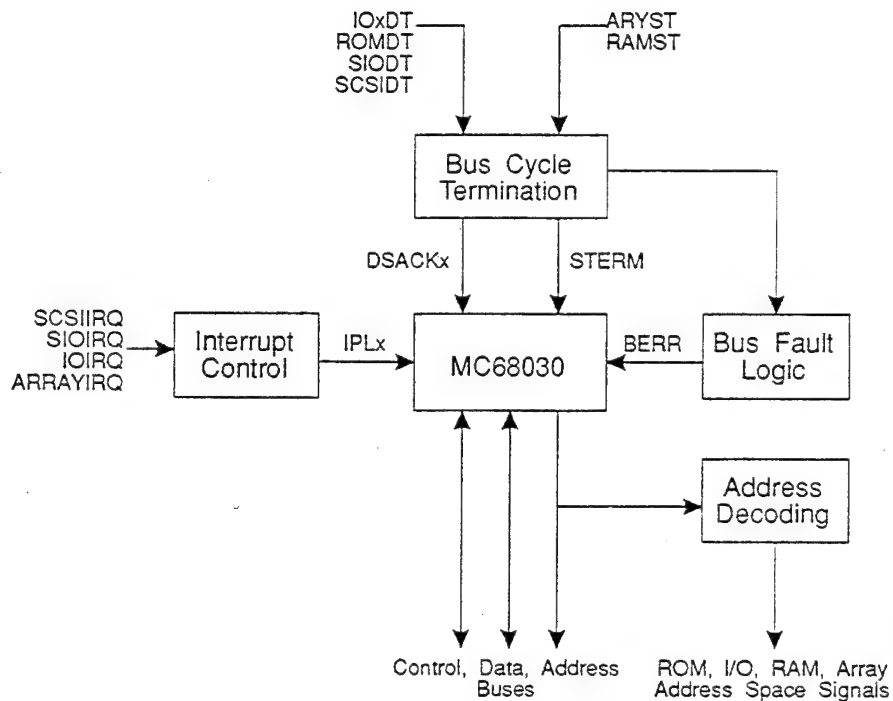 IOxDT
ROMDT
SIODT
SCSIDT
ARYST
RAMST
Bus Cycle
Termination
DSACKx
STERM
SCSIIRQ
SIOIRQ
IOIRQ
ARRAYIRQ
Interrupt
Control
IPLx
MC68030
BERR
Bus Fault
Logic
Address
Decoding
Control, Data, Address
Buses
ROM, I/O, RAM, Array
Address Space Signals